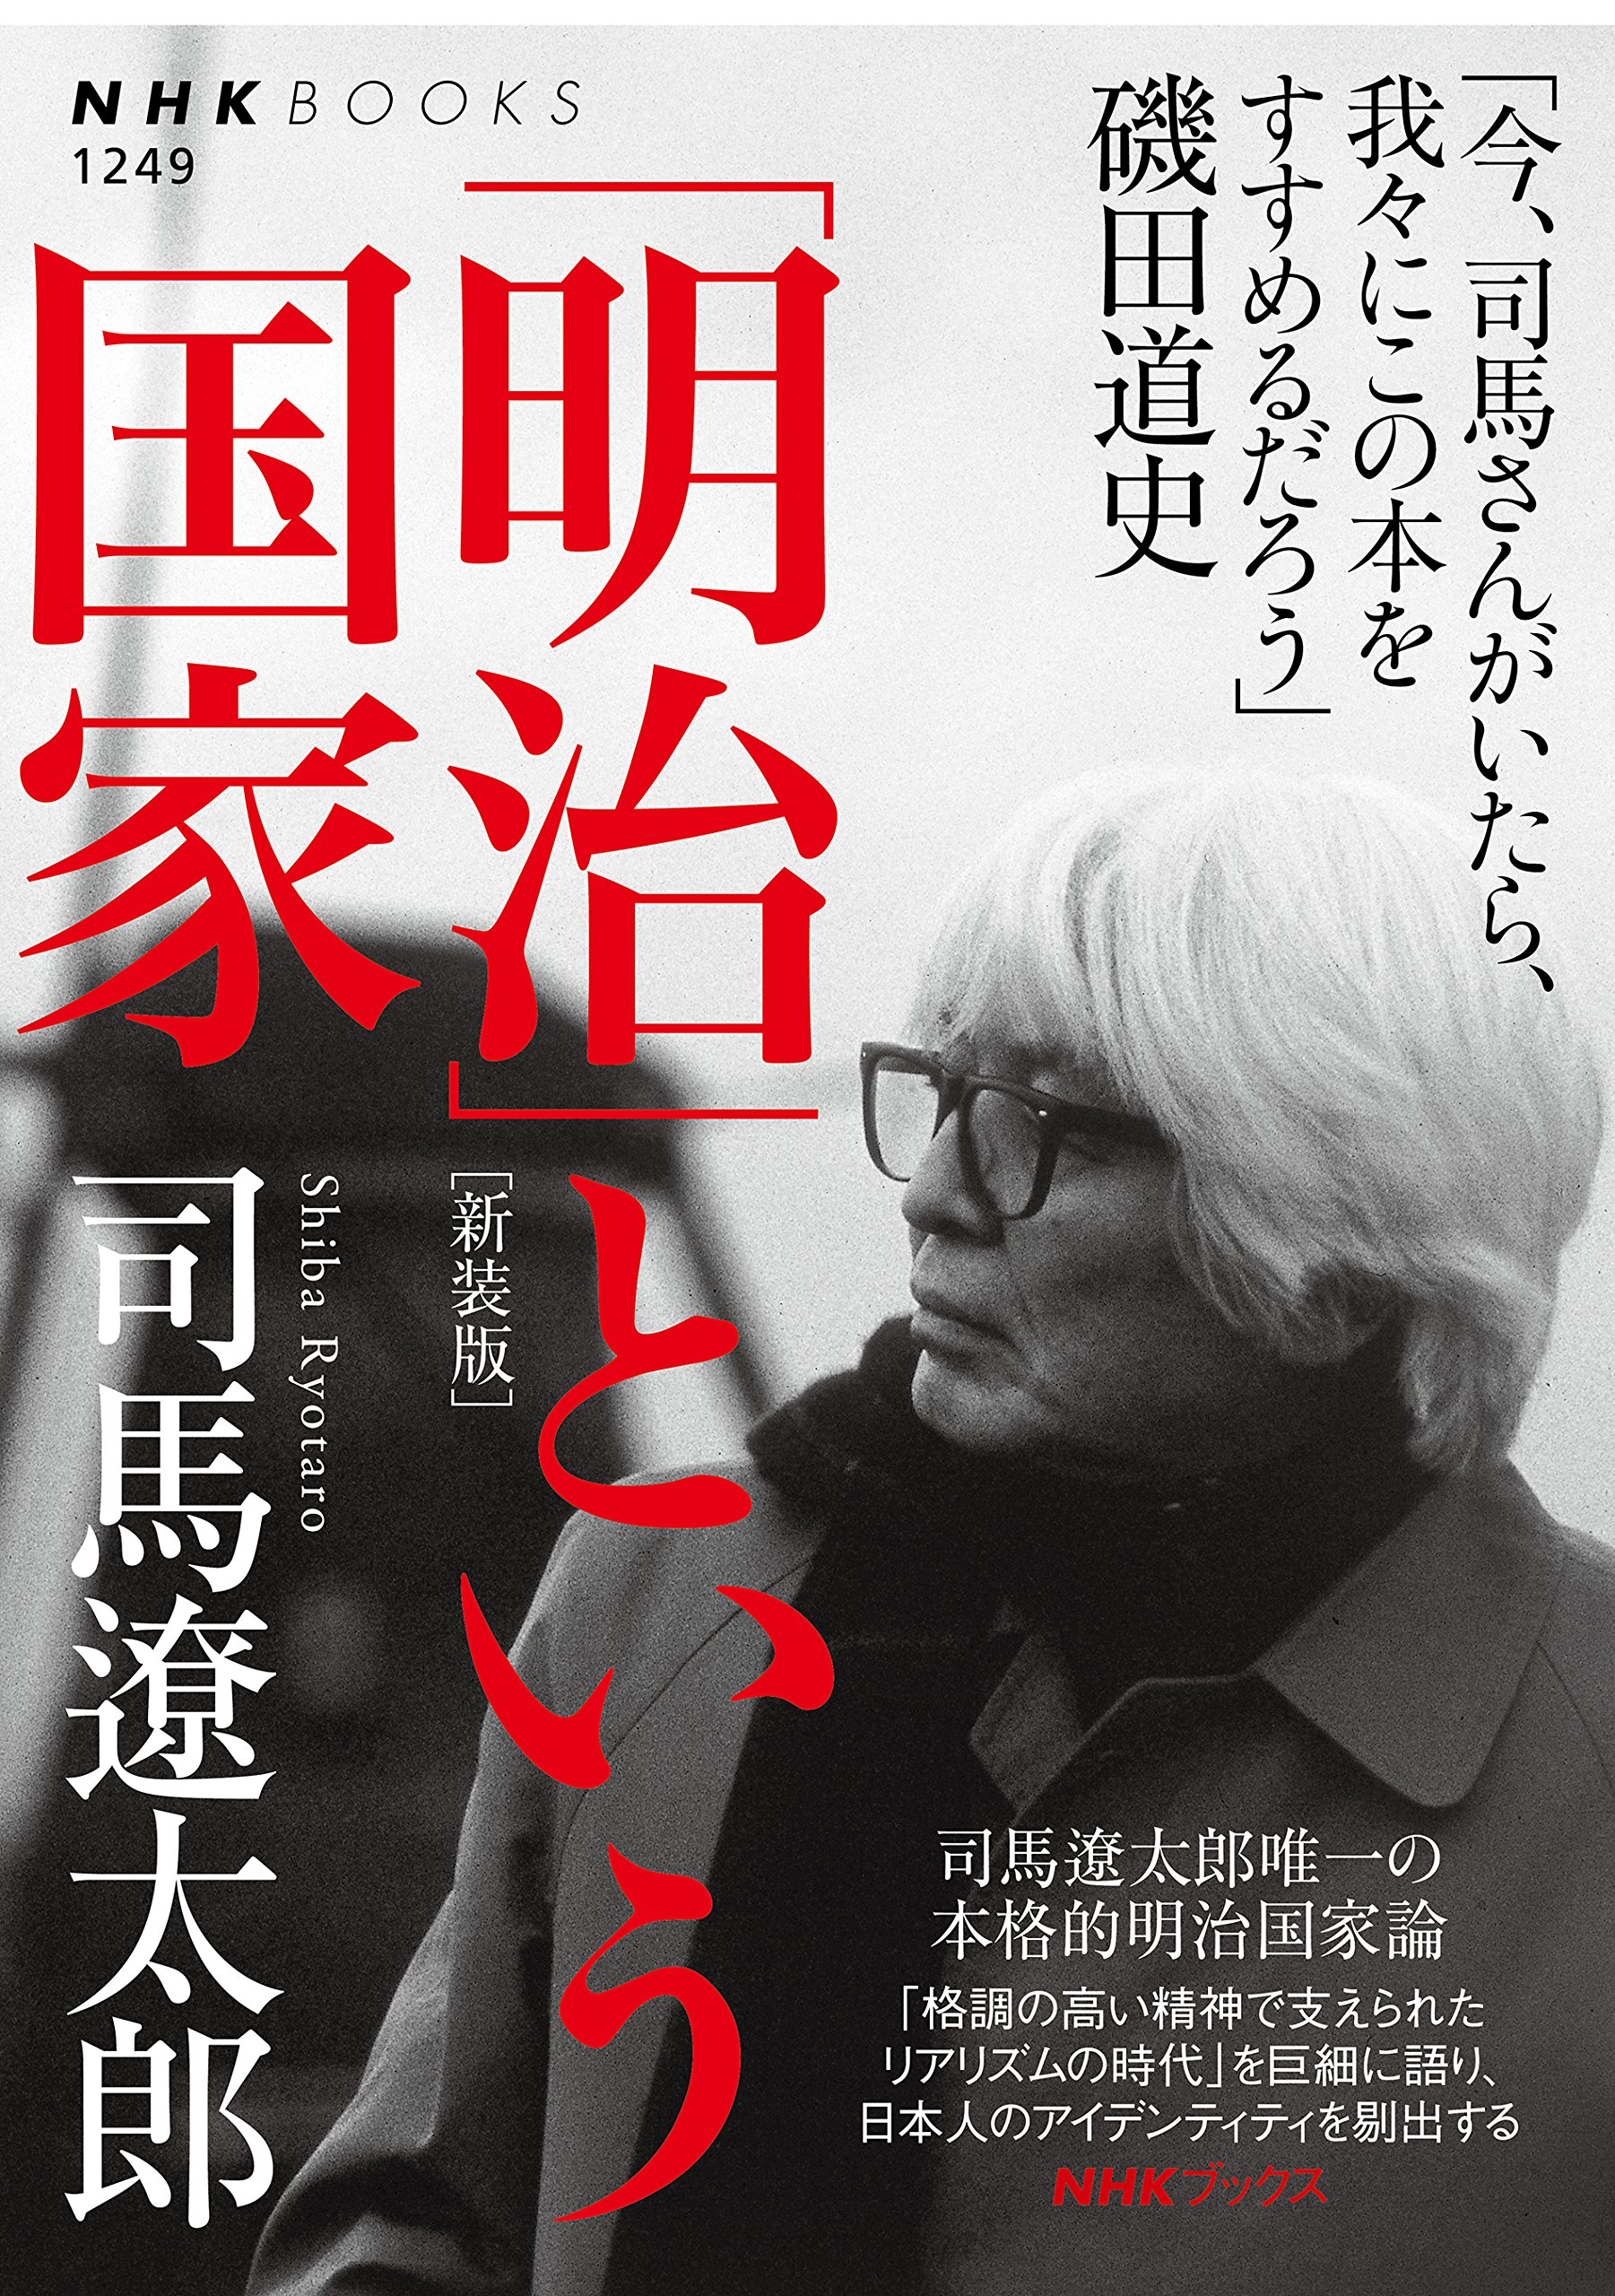 NHK BOOKS
1249
「今、司馬さんがいたら、
我々にこの本を
すすめるだろう」
磯田道史
「明治」という
国家
[新装版]
Shiba Ryotaro
司馬遼太郎
司馬遼太郎唯一の
本格的明治国家論
「格調の高い精神で支えられた
リアリズムの時代」を巨細に語り、
日本人のアイデンティティを剔出する
NHKブックス